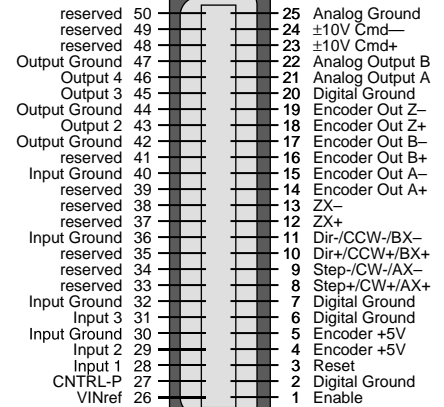 reserved 50 25 Analog Ground
reserved 49 24 ±10V Cmd—
reserved 48 23 ±10V Cmd+
Output Ground 47 22 Analog Output B
Output 4 46 21 Analog Output A
Output 3 45 20 Digital Ground
Output Ground 44 19 Encoder Out Z–
Output 2 43 18 Encoder Out Z+
Output Ground 42 17 Encoder Out B–
reserved 41 16 Encoder Out B+
Input Ground 40 15 Encoder Out A–
reserved 39 14 Encoder Out A+
reserved 38 13 ZX–
reserved 37 12 ZX+
Input Ground 36 11 Dir-/CCW-/BX–
reserved 35 10 Dir+/CCW+/BX+
reserved 34 9 Step-/CW-/AX–
reserved 33 8 Step+/CW+/AX+
Input Ground 32 7 Digital Ground
Input 3 31 6 Digital Ground
Input Ground 30 5 Encoder +5V
Input 2 29 4 Encoder +5V
Input 1 28 3 Reset
CNTRL-P 27 2 Digital Ground
VINref 26 1 Enable